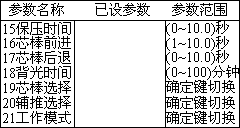 参数名称 已设参数 参数范围
15保压时间 (0~10.0)秒
16芯棒前进 (1~10.0)秒
17芯棒后退 (0~10.0)秒
18背光时间 (0~100)分钟
19芯棒选择 确定键切换
20辅推选择 确定键切换
21工作模式 确定键切换